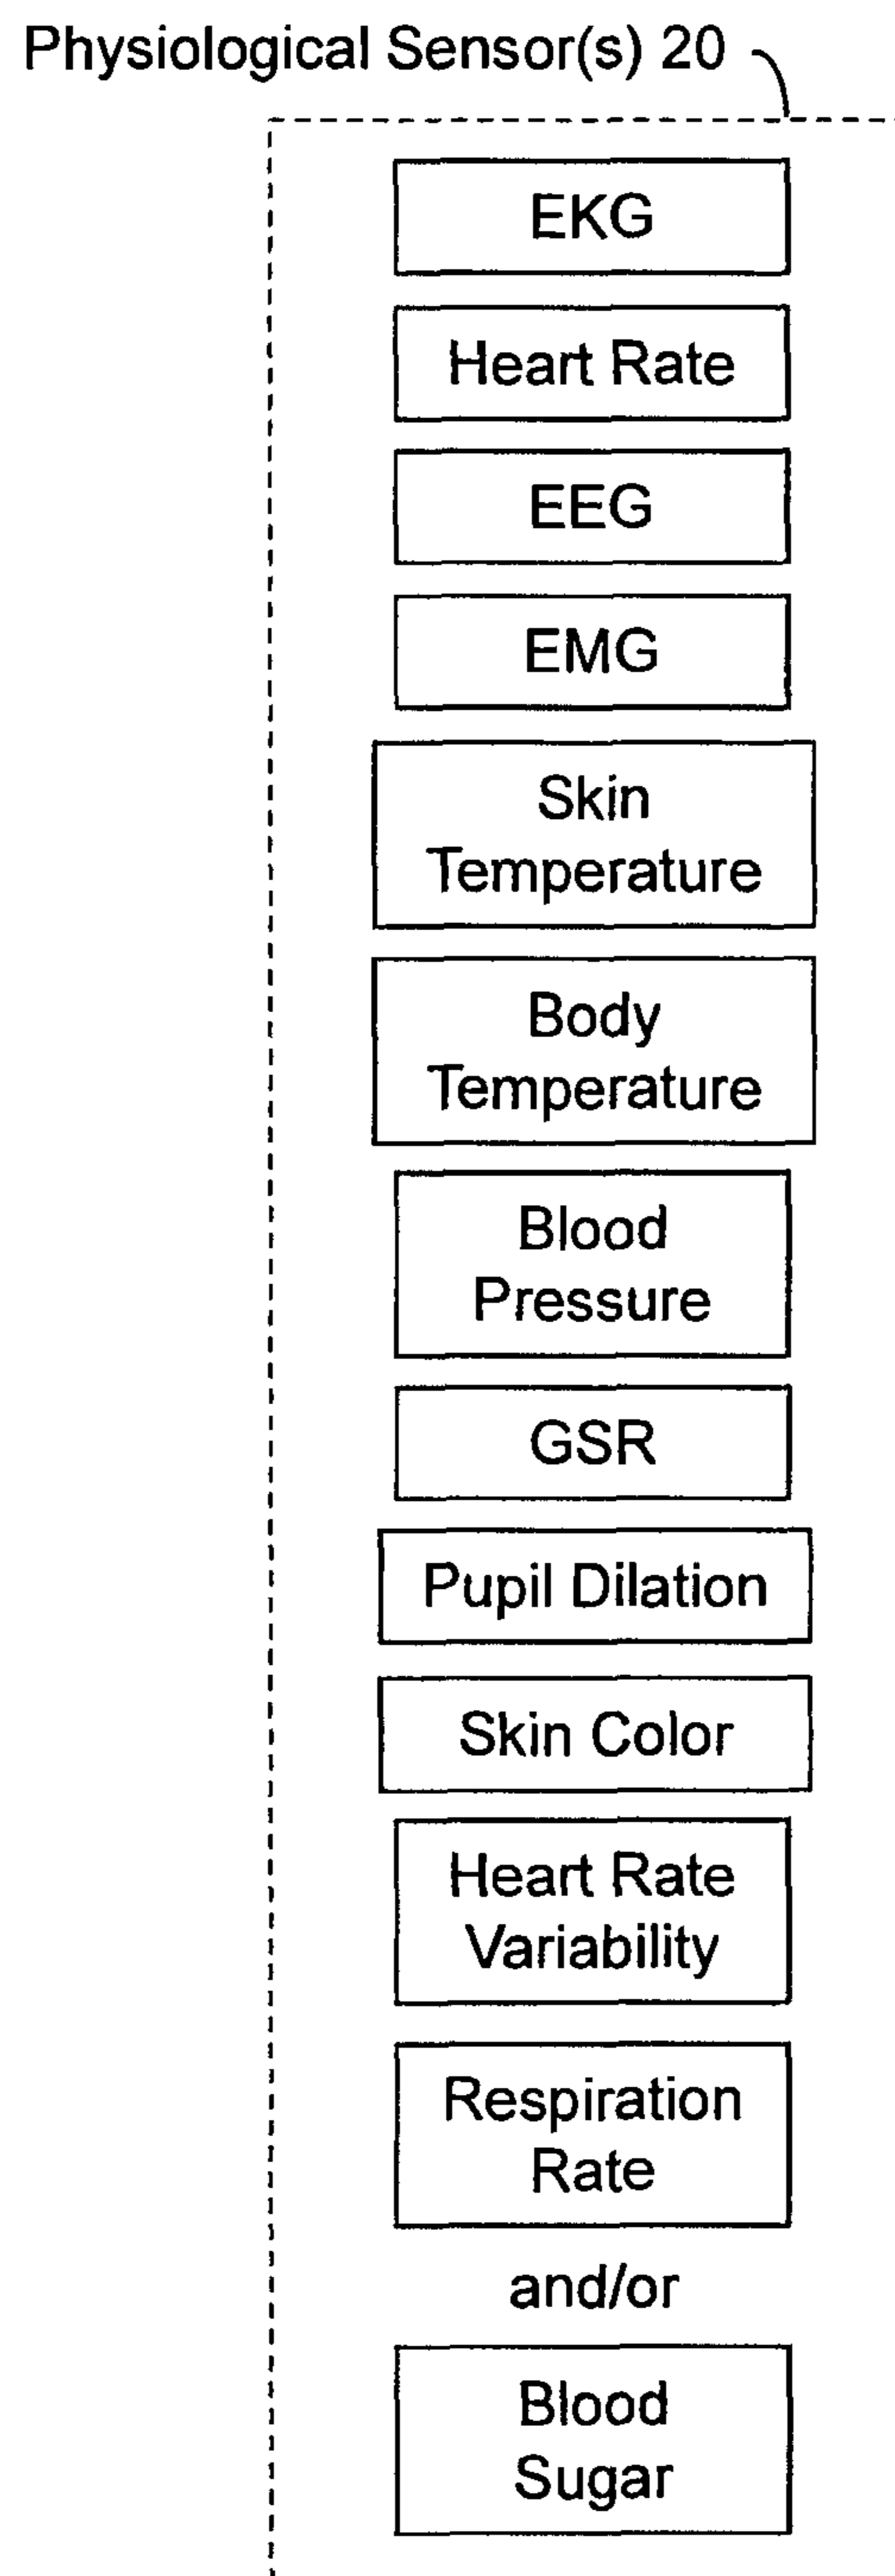 Physiological Sensor(s) 20
EKG
Heart Rate
EEG
EMG
Skin
Temperature
Body
Temperature
Blood
Pressure
GSR
Pupil Dilation
Skin Color
Heart Rate
Variability
Respiration
Rate
and/or
Blood
Sugar